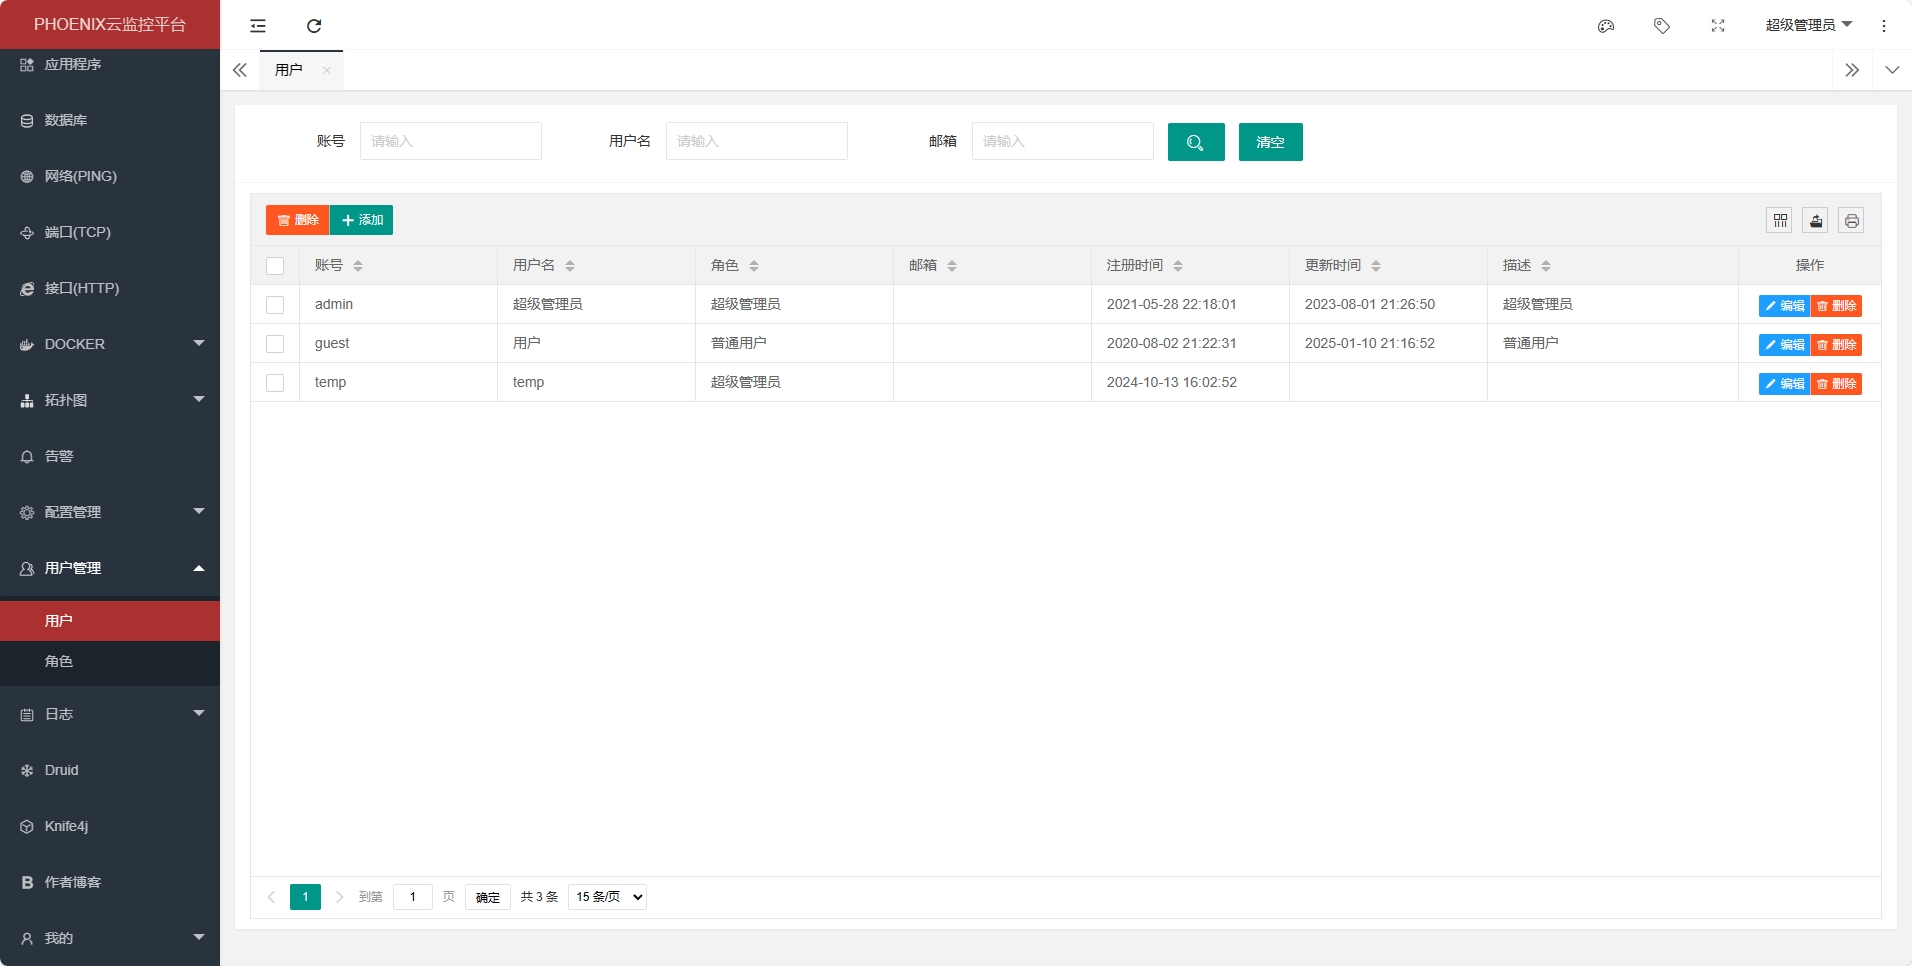 PHOENIX云监控平台
应用程序
数据库
网络(PING)
端口(TCP)
接口(HTTP)
DOCKER
拓扑图
告警
配置管理
用户管理
用户
角色
日志
Druid
Knife4j
作者博客
我的
超级管理员
用户
账号 请输入 用户名 请输入 邮箱 请输入 清空
删除 添加
账号 用户名 角色 邮箱 注册时间 更新时间 描述 操作
admin 超级管理员 超级管理员 2021-05-28 22:18:01 2023-08-01 21:26:50 超级管理员 编辑 删除
guest 用户 普通用户 2020-08-02 21:22:31 2025-01-10 21:16:52 普通用户 编辑 删除
temp temp 超级管理员 2024-10-13 16:02:52 编辑 删除
1 到第 1 页 确定 共 3 条 15 条/页